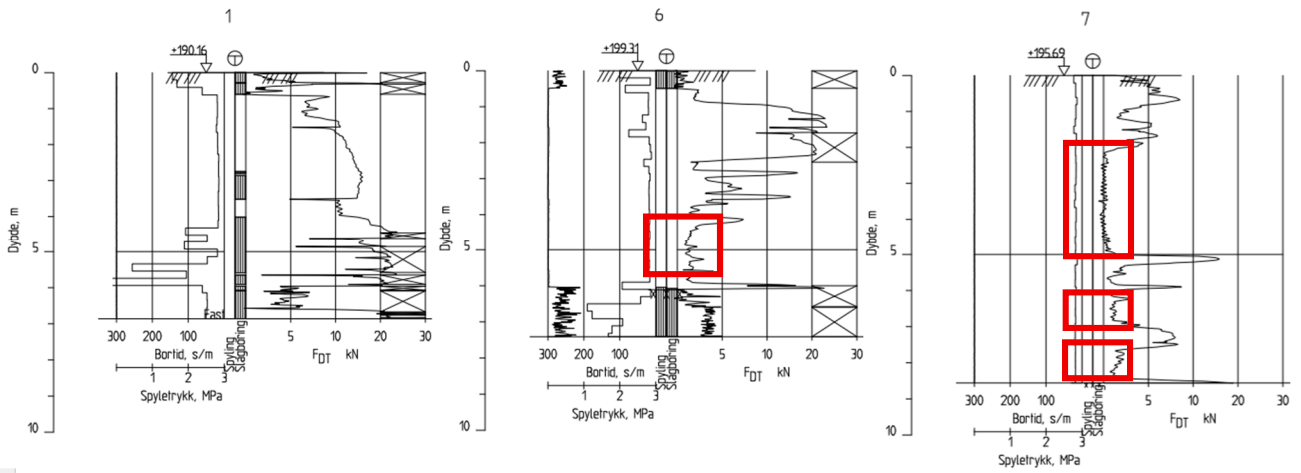 1
6
7
+190.16
T
+199.31
T
+195.69
T
0
0
0
5
5
5
10
10
10
Dybde, m
Dybde, m
Dybde, m
Fast
300 200 100
5 10 20 30
Bortid, s/m
FDT kN
1 2 3
Spyletrykk, MPa
Spyling
Slagboring
300 200 100
5 10 20 30
Bortid, s/m
FDT kN
1 2 3
Spyletrykk, MPa
Spyling
Slagboring
300 200 100
5 10 20 30
Bortid, s/m
FDT kN
1 2 3
Spyletrykk, MPa
Spyling
Slagboring